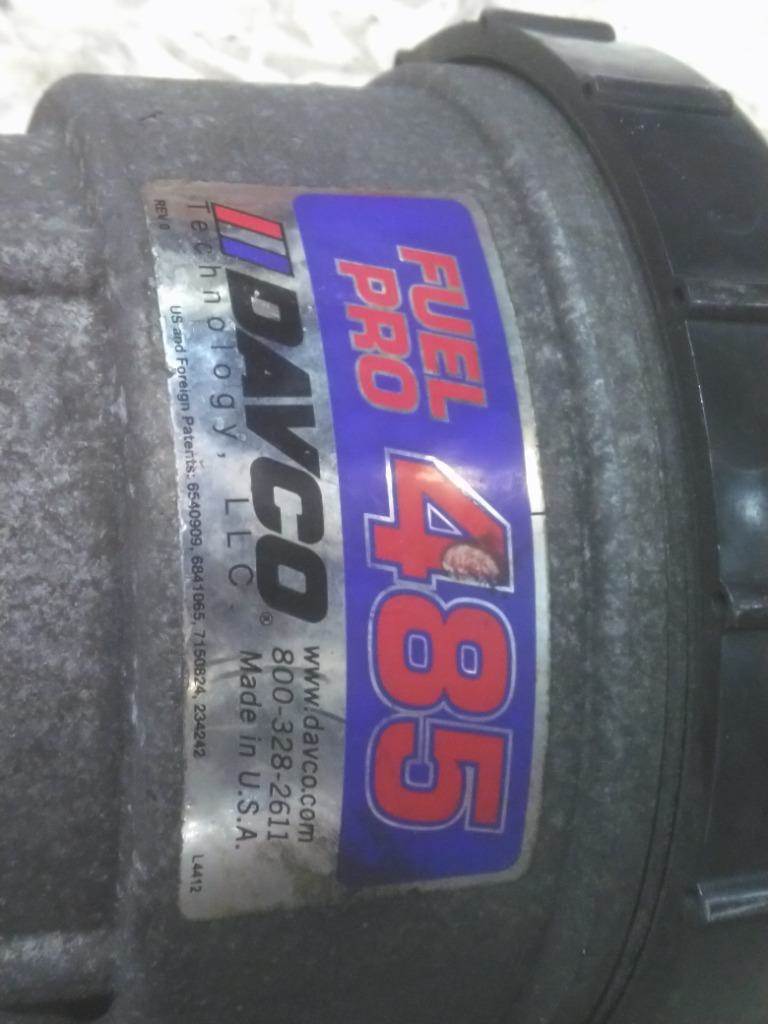 FUEL
PRO
485
DAVCO®
Technology, LLC.
www.davco.com
800-328-2611
Made in U.S.A.
US and Foreign Patents: 6540909, 6841065, 7150824, 234242
REV 0
L4412